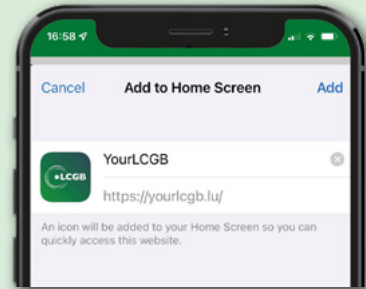 16:58
Cancel Add to Home Screen Add
YourLCGB
LCGB
https://yourlcgb.lu/
An icon will be added to your Home Screen so you can
quickly access this website.